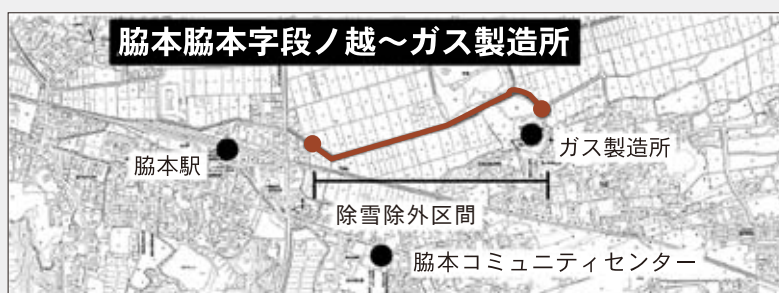 脇本脇本字段ノ越～ガス製造所
ガス製造所
脇本駅
除雪除外区間
脇本コミュニティセンター